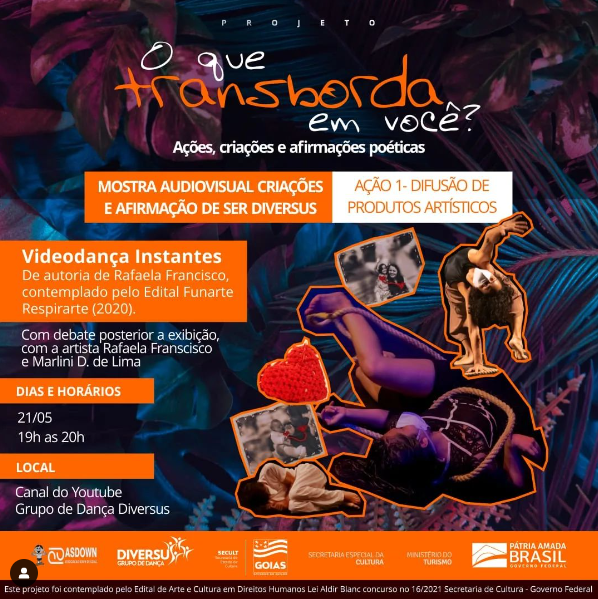 PROJETO
O que
transborda
em você?
Ações, criações e afirmações poéticas
MOSTRA AUDIOVISUAL CRIAÇÕES
E AFIRMAÇÃO DE SER DIVERSUS
AÇÃO 1- DIFUSÃO DE
PRODUTOS ARTÍSTICOS
Videodança Instantes
De autoria de Rafaela Francisco,
contemplado pelo Edital Funarte
Respirarte (2020).
Com debate posterior a exibição,
com a artista Rafaela Franscisco
e Marlini D. de Lima
DIAS E HORÁRIOS
21/05
19h as 20h
LOCAL
Canal do Youtube
Grupo de Dança Diversus
ASDOWN
DIVERSU
GRUPO DE DANÇA
SECULT
GOIÁS
SECRETARIA ESPECIAL DA
CULTURA
MINISTÉRIO DO
TURISMO
PÁTRIA AMADA
BRASIL
GOVERNO FEDERAL
Este projeto foi contemplado pelo Edital de Arte e Cultura em Direitos Humanos Lei Aldir Blanc concurso no 16/2021 Secretaria de Cultura - Governo Federal